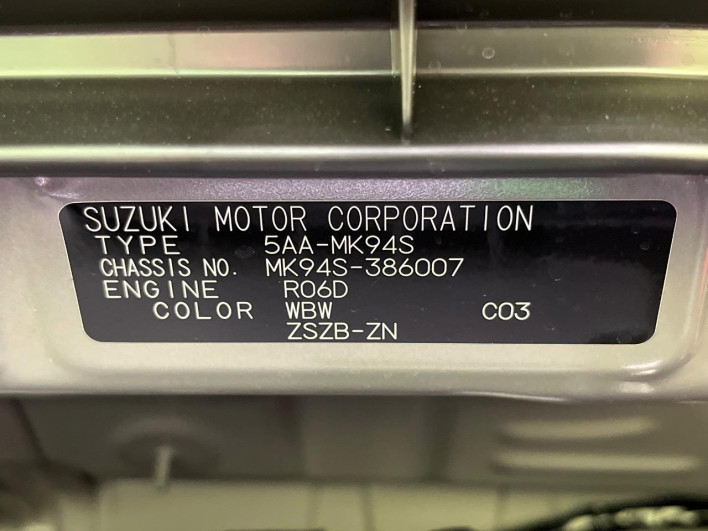 SUZUKI MOTOR CORPORATION
TYPE 5AA-MK94S
CHASSIS NO. MK94S-386007
ENGINE R06D
COLOR WBW C03
ZSZB-ZN